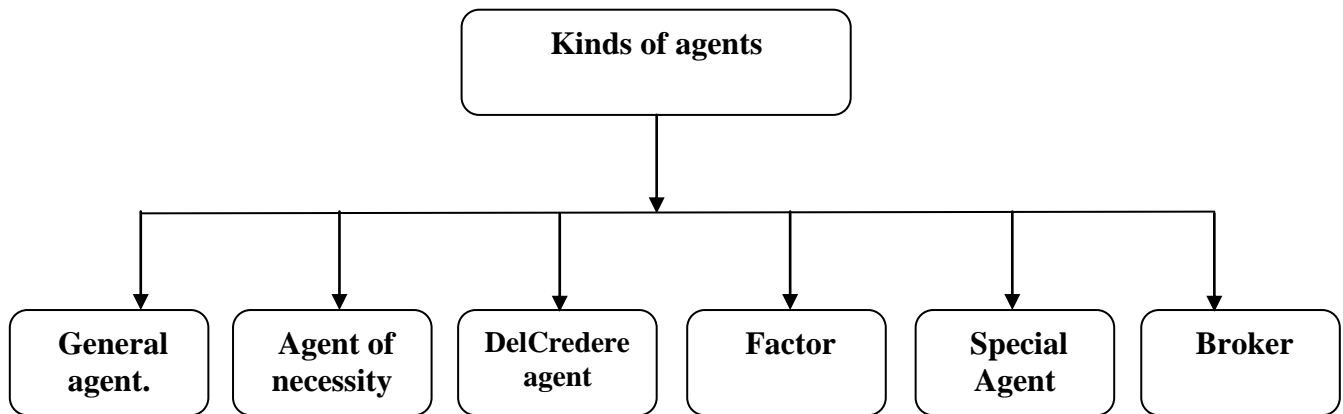 Kinds of agents
General
agent.
Agent of
necessity
DelCredere
agent
Factor
Special
Agent
Broker